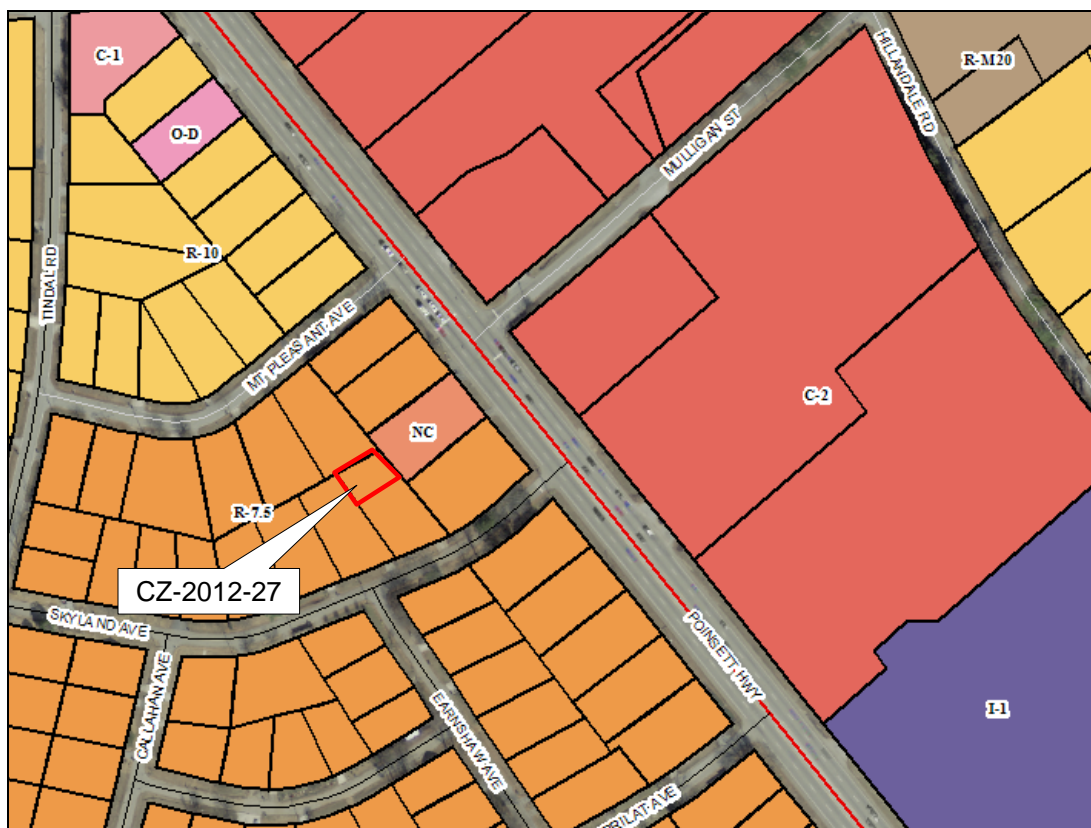 C-1
R-M20
HILLANDALE RD
O-D
MULLIGAN ST
R-10
TINDAL RD
MT. PLEASANT AVE
C-2
NC
R-7.5
CZ-2012-27
SKYLAND AVE
POINSETT HWY
CALLAHAN AVE
EARNSHAW AVE
I-1
PRILAT AVE